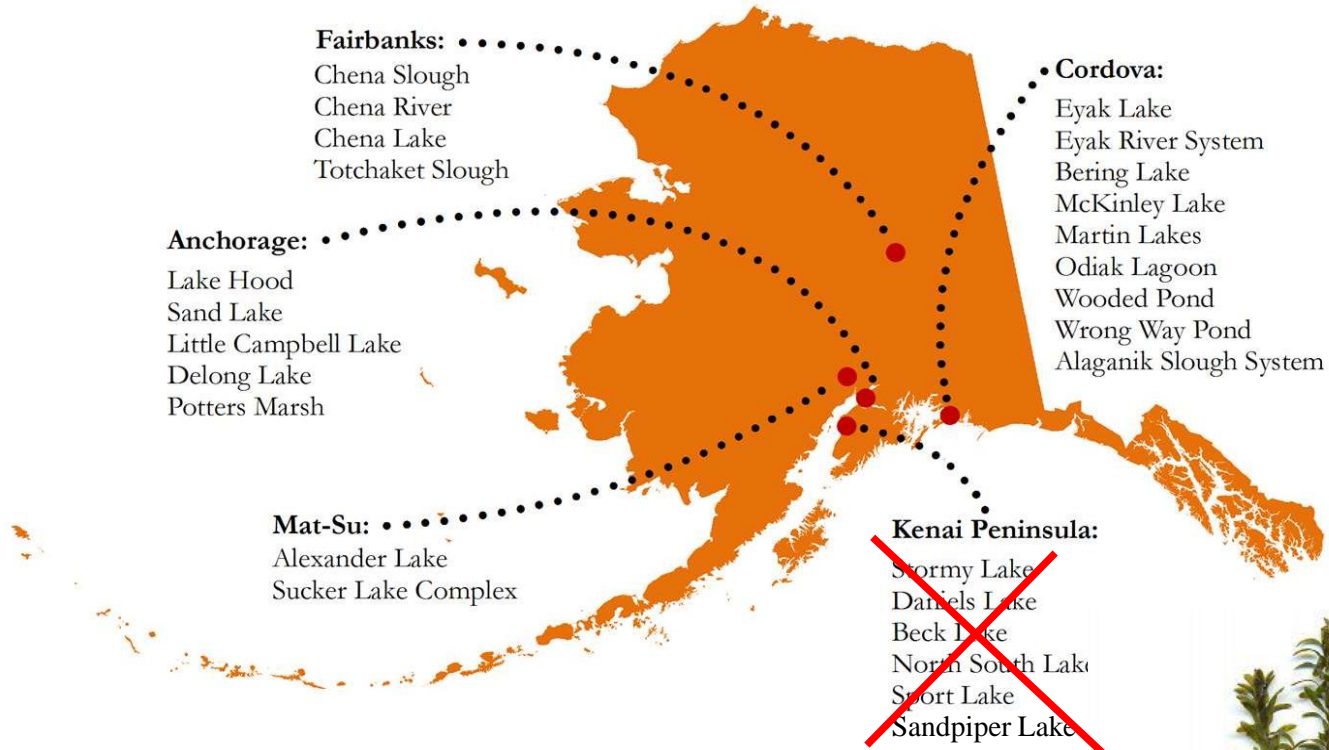 Fairbanks:
Chena Slough
Chena River
Chena Lake
Totchaket Slough
Anchorage:
Lake Hood
Sand Lake
Little Campbell Lake
Delong Lake
Potters Marsh
Mat-Su:
Alexander Lake
Sucker Lake Complex
Cordova:
Eyak Lake
Eyak River System
Bering Lake
McKinley Lake
Martin Lakes
Odiak Lagoon
Wooded Pond
Wrong Way Pond
Alaganik Slough System
Kenai Peninsula:
Stormy Lake
Daniels Lake
Beck Lake
North South Lake
Sport Lake
Sandpiper Lake